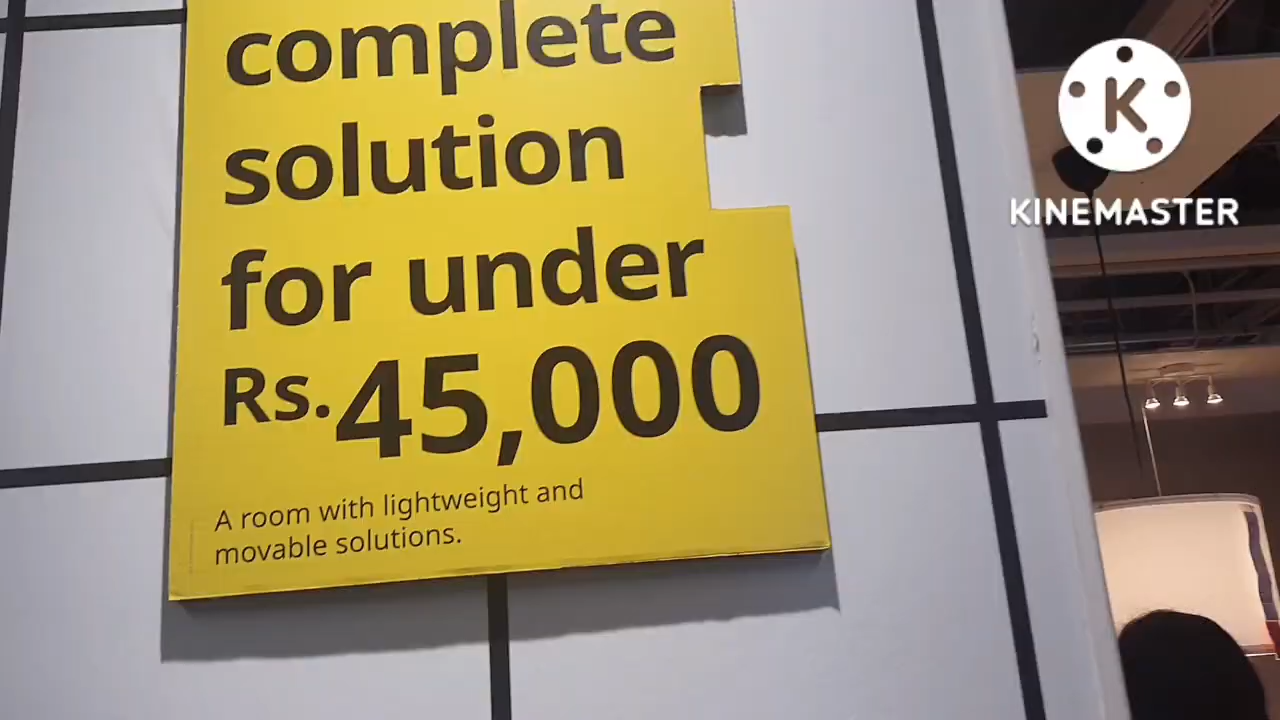 complete
solution
for under
Rs.45,000
A room with lightweight and
movable solutions.
K
KINEMASTER